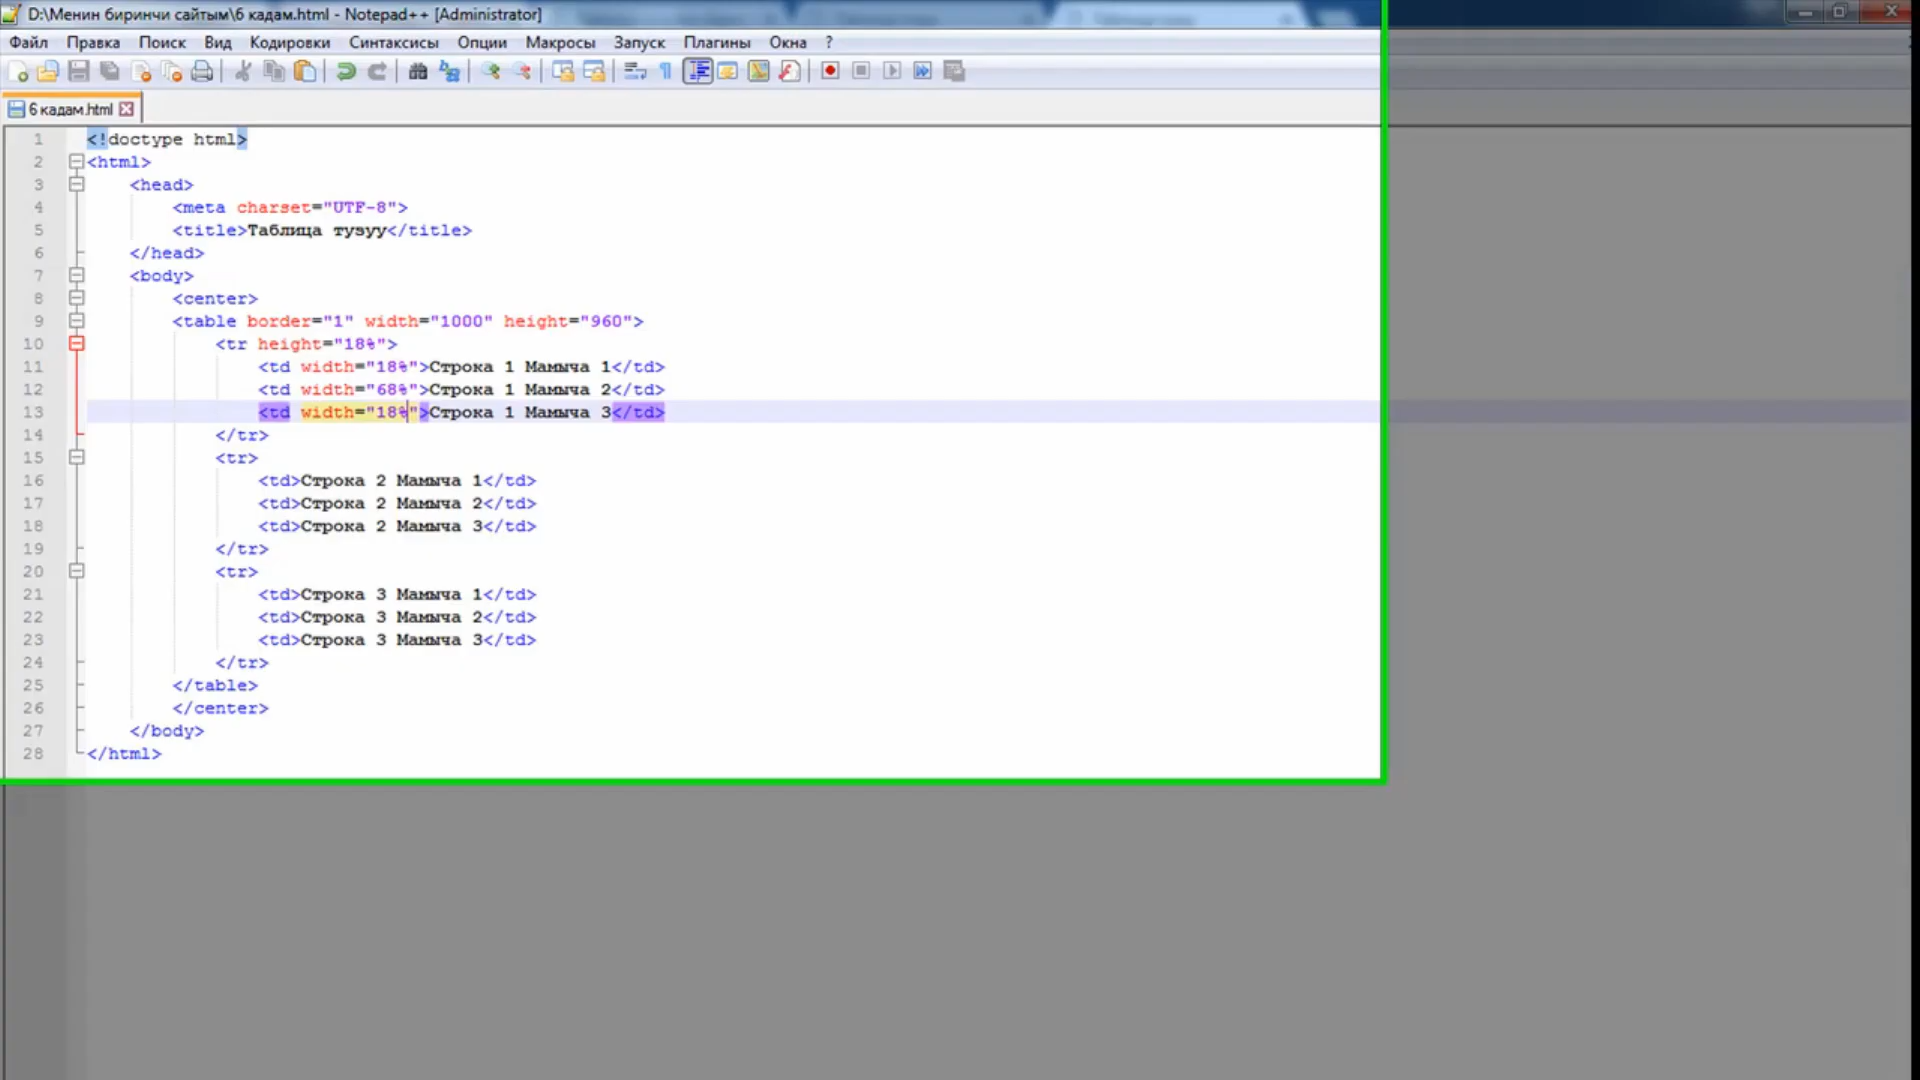 D:\Менин биринчи сайтым\6 кадам.html - Notepad++ [Administrator]
Файл Правка Поиск Вид Кодировки Синтаксисы Опции Макросы Запуск Плагины Окна ?
6 кадам.html
1 <!doctype html>
2 <html>
3 <head>
4 <meta charset="UTF-8">
5 <title>Таблица тузуу</title>
6 </head>
7 <body>
8 <center>
9 <table border="1" width="1000" height="960">
10 <tr height="18%">
11 <td width="18%">Строка 1 Мамыча 1</td>
12 <td width="68%">Строка 1 Мамыча 2</td>
13 <td width="18%">Строка 1 Мамыча 3</td>
14 </tr>
15 <tr>
16 <td>Строка 2 Мамыча 1</td>
17 <td>Строка 2 Мамыча 2</td>
18 <td>Строка 2 Мамыча 3</td>
19 </tr>
20 <tr>
21 <td>Строка 3 Мамыча 1</td>
22 <td>Строка 3 Мамыча 2</td>
23 <td>Строка 3 Мамыча 3</td>
24 </tr>
25 </table>
26 </center>
27 </body>
28 </html>